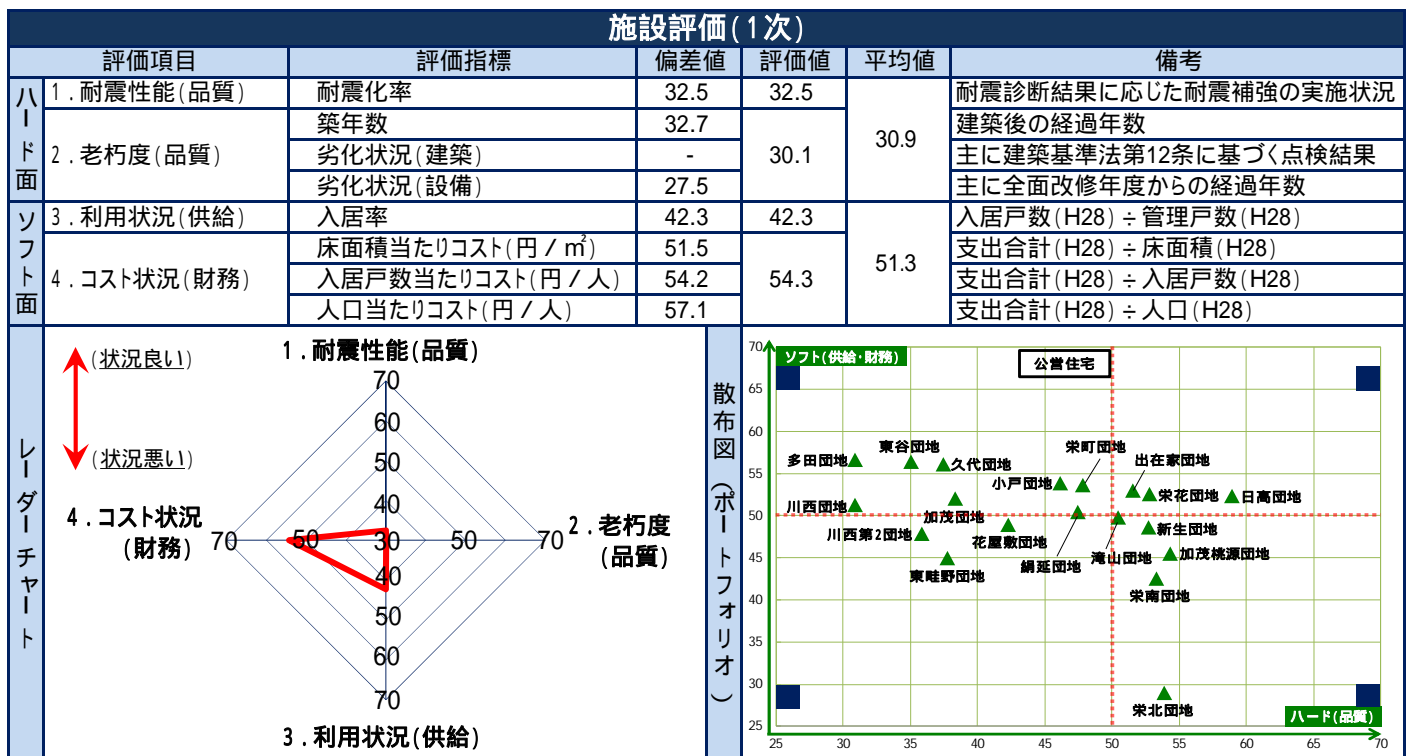 施設評価(1次)
評価項目 評価指標 偏差値 評価値 平均値 備考
ハード面
1.耐震性能(品質) 耐震化率 32.5 32.5 30.9 耐震診断結果に応じた耐震補強の実施状況
2.老朽度(品質) 築年数 32.7 30.1 建築後の経過年数
劣化状況(建築) - 主に建築基準法第12条に基づく点検結果
劣化状況(設備) 27.5 主に全面改修年度からの経過年数
ソフト面
3.利用状況(供給) 入居率 42.3 42.3 51.3 入居戸数(H28)÷管理戸数(H28)
4.コスト状況(財務) 床面積当たりコスト(円/㎡) 51.5 54.3 支出合計(H28)÷床面積(H28)
入居戸数当たりコスト(円/人) 54.2 支出合計(H28)÷入居戸数(H28)
人口当たりコスト(円/人) 57.1 支出合計(H28)÷人口(H28)
レーダーチャート
(状況良い)
(状況悪い)
1.耐震性能(品質)
70
60
50
40
30
2.老朽度
(品質)
50
70
4.コスト状況
(財務)
70
50
40
50
60
70
3.利用状況(供給)
散布図(ポートフォリオ)
ソフト(供給・財務)
公営住宅
70
65
60
55
50
45
40
35
30
25
多田団地
東谷団地
久代団地
小戸団地
栄町団地
出在家団地
栄花団地
日高団地
川西団地
加茂団地
川西第2団地
花屋敷団地
絹延団地
滝山団地
新生団地
加茂桃源団地
東畦野団地
栄南団地
栄北団地
ハード(品質)
25 30 35 40 45 50 55 60 65 70